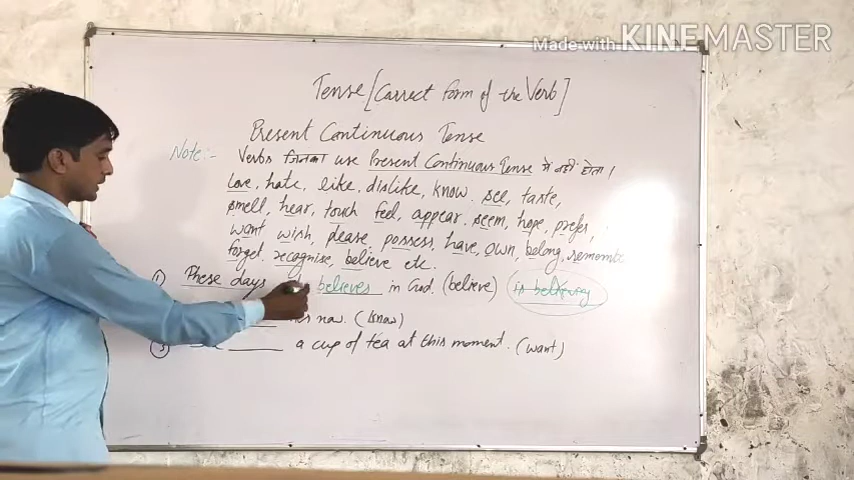 Made with KINEMASTER
Tense [Correct form of the Verb]
Present Continuous Tense
Note:- Verbs जिनका use Present Continuous Tense में नहीं होता।
Love, hate, like, dislike, know, see, taste,
smell, hear, touch feel, appear, seem, hope, prefer,
want wish, please, possess, have, own, belong, remembe
forget, recognise, believe etc.
(1) These days believes in God. (believe) (is believing)
now. (know)
(3) a cup of tea at this moment. (want)